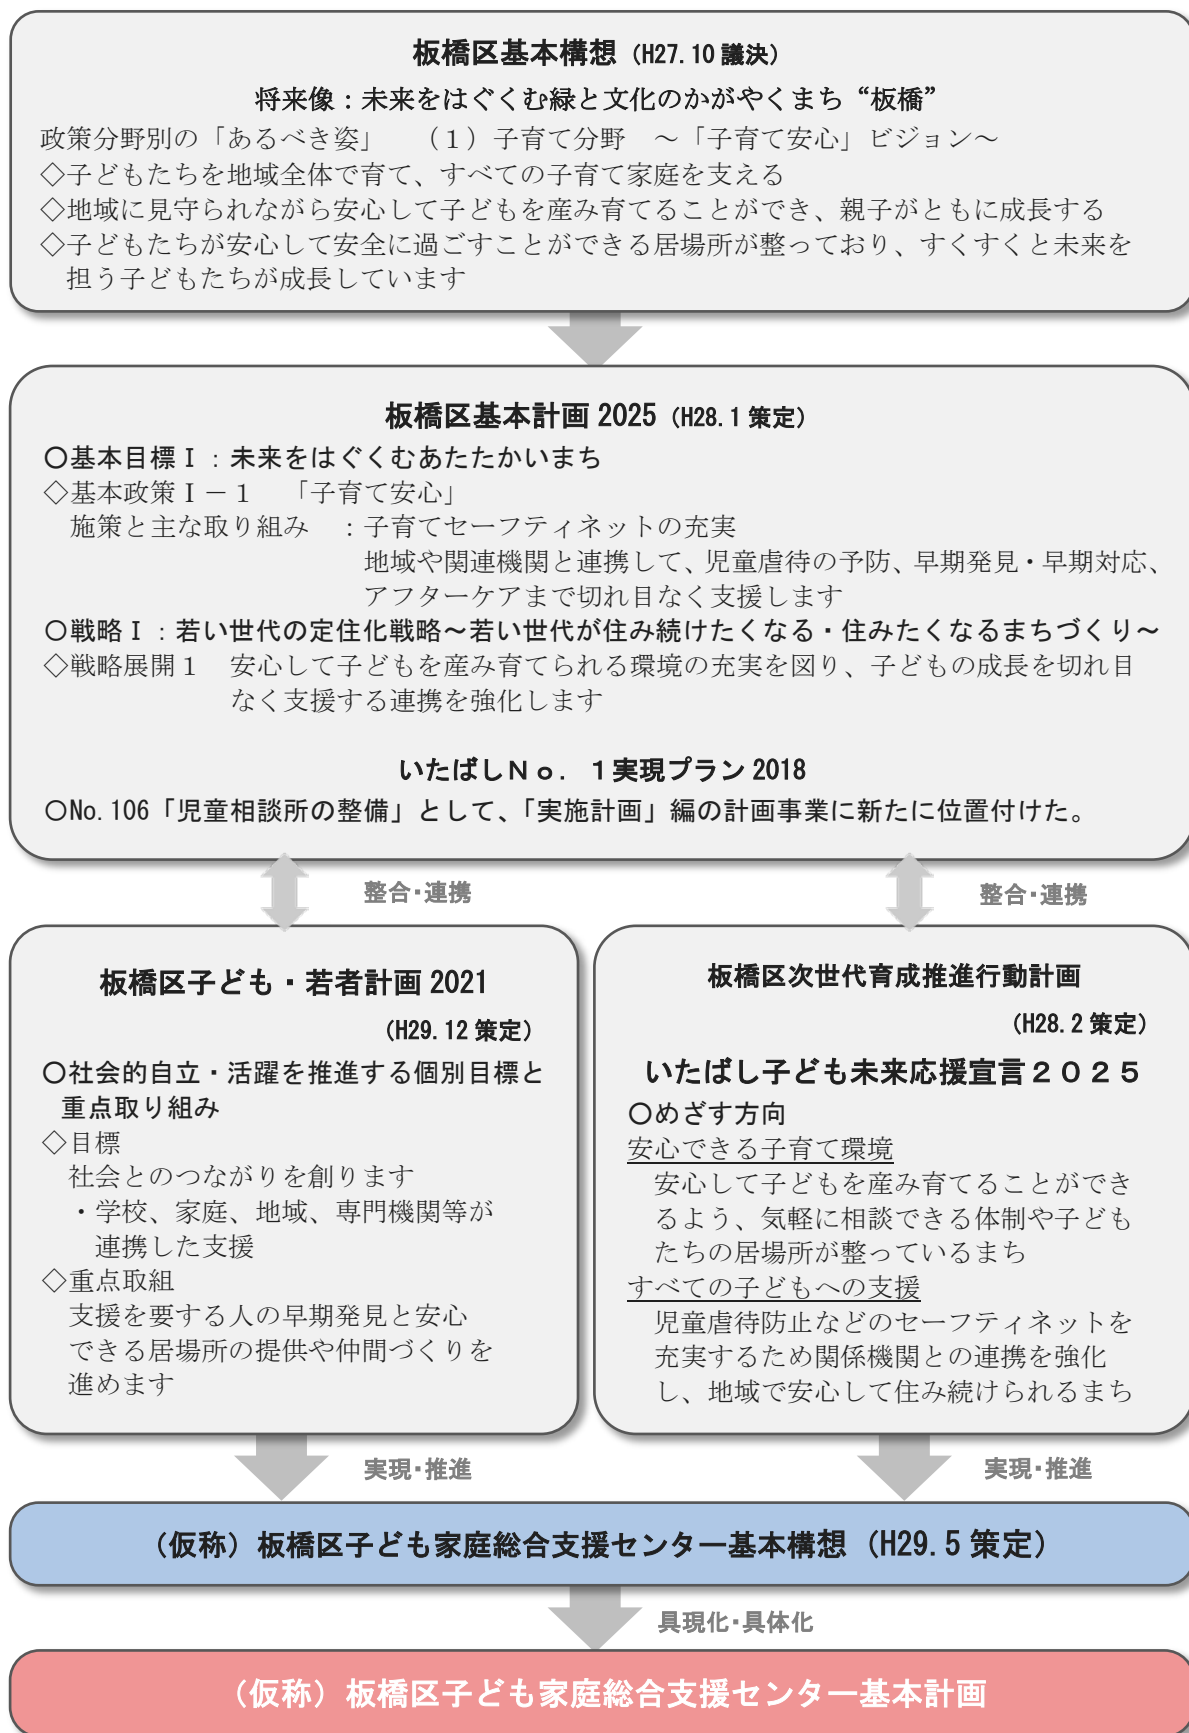 板橋区基本構想（H27.10 議決）
将来像：未来をはぐくむ緑と文化のかがやくまち“板橋”
政策分野別の「あるべき姿」　（１）子育て分野　～「子育て安心」ビジョン～
◇子どもたちを地域全体で育て、すべての子育て家庭を支える
◇地域に見守られながら安心して子どもを産み育てることができ、親子がともに成長する
◇子どもたちが安心して安全に過ごすことができる居場所が整っており、すくすくと未来を
担う子どもたちが成長しています
板橋区基本計画 2025（H28.1 策定）
○基本目標Ⅰ：未来をはぐくむあたたかいまち
◇基本政策Ⅰ－１　「子育て安心」
施策と主な取り組み　：子育てセーフティネットの充実
地域や関連機関と連携して、児童虐待の予防、早期発見・早期対応、
アフターケアまで切れ目なく支援します
○戦略Ⅰ：若い世代の定住化戦略～若い世代が住み続けたくなる・住みたくなるまちづくり～
◇戦略展開１　安心して子どもを産み育てられる環境の充実を図り、子どもの成長を切れ目
なく支援する連携を強化します
いたばしＮｏ．１実現プラン 2018
○No.106「児童相談所の整備」として、「実施計画」編の計画事業に新たに位置付けた。
整合・連携
整合・連携
板橋区子ども・若者計画 2021
（H29.12 策定）
○社会的自立・活躍を推進する個別目標と
重点取り組み
◇目標
社会とのつながりを創ります
・学校、家庭、地域、専門機関等が
連携した支援
◇重点取組
支援を要する人の早期発見と安心
できる居場所の提供や仲間づくりを
進めます
板橋区次世代育成推進行動計画
（H28.2 策定）
いたばし子ども未来応援宣言２０２５
○めざす方向
安心できる子育て環境
安心して子どもを産み育てることができ
るよう、気軽に相談できる体制や子ども
たちの居場所が整っているまち
すべての子どもへの支援
児童虐待防止などのセーフティネットを
充実するため関係機関との連携を強化
し、地域で安心して住み続けられるまち
実現・推進
実現・推進
（仮称）板橋区子ども家庭総合支援センター基本構想（H29.5 策定）
具現化・具体化
（仮称）板橋区子ども家庭総合支援センター基本計画